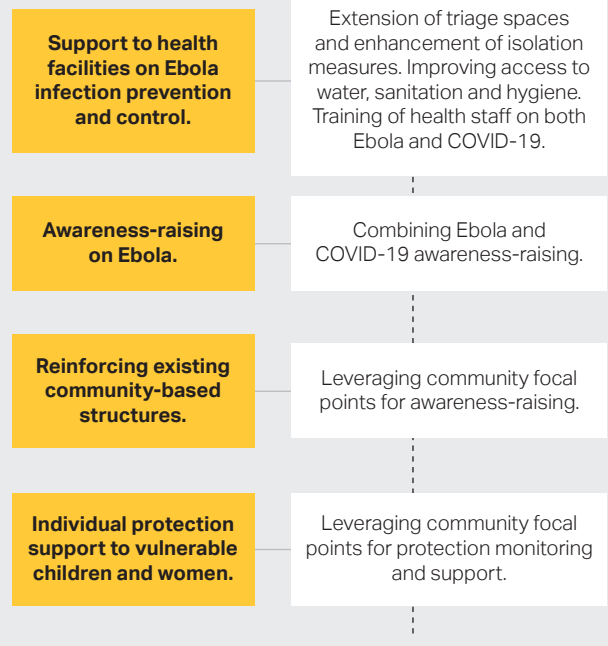 Support to health
facilities on Ebola
infection prevention
and control.
Extension of triage spaces
and enhancement of isolation
measures. Improving access to
water, sanitation and hygiene.
Training of health staff on both
Ebola and COVID-19.
Awareness-raising
on Ebola.
Combining Ebola and
COVID-19 awareness-raising.
Reinforcing existing
community-based
structures.
Leveraging community focal
points for awareness-raising.
Individual protection
support to vulnerable
children and women.
Leveraging community focal
points for protection monitoring
and support.